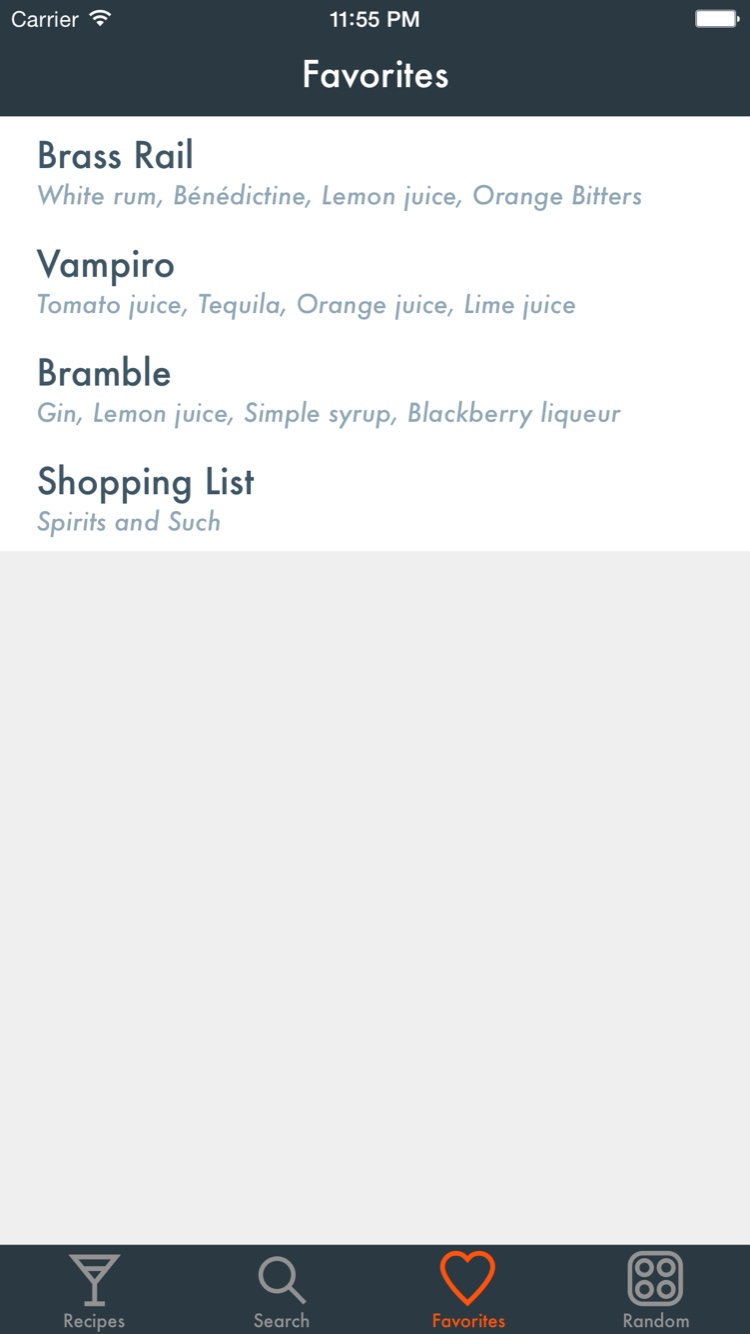 Carrier 11:55 PM
Favorites
Brass Rail
White rum, Bénédictine, Lemon juice, Orange Bitters
Vampiro
Tomato juice, Tequila, Orange juice, Lime juice
Bramble
Gin, Lemon juice, Simple syrup, Blackberry liqueur
Shopping List
Spirits and Such
Recipes Search Favorites Random